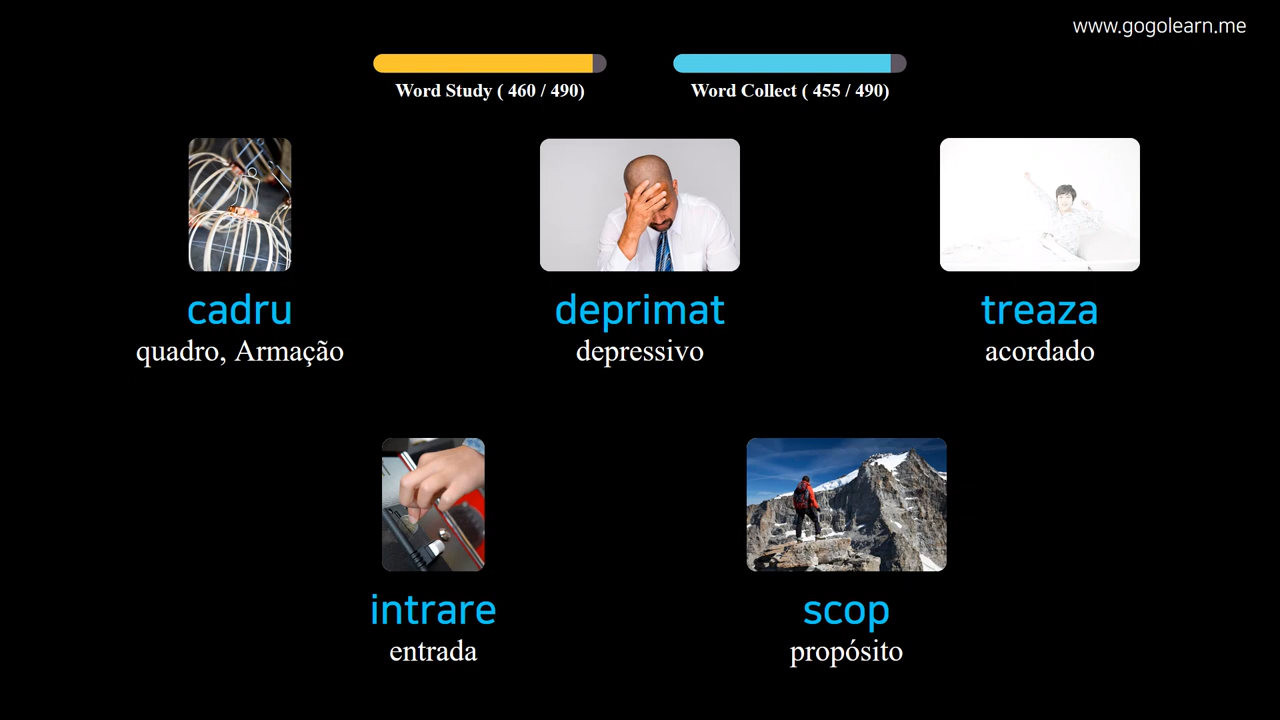 www.gogolearn.me
Word Study ( 460 / 490)
Word Collect ( 455 / 490)
cadru
quadro, Armação
deprimat
depressivo
treaza
acordado
intrare
entrada
scop
propósito